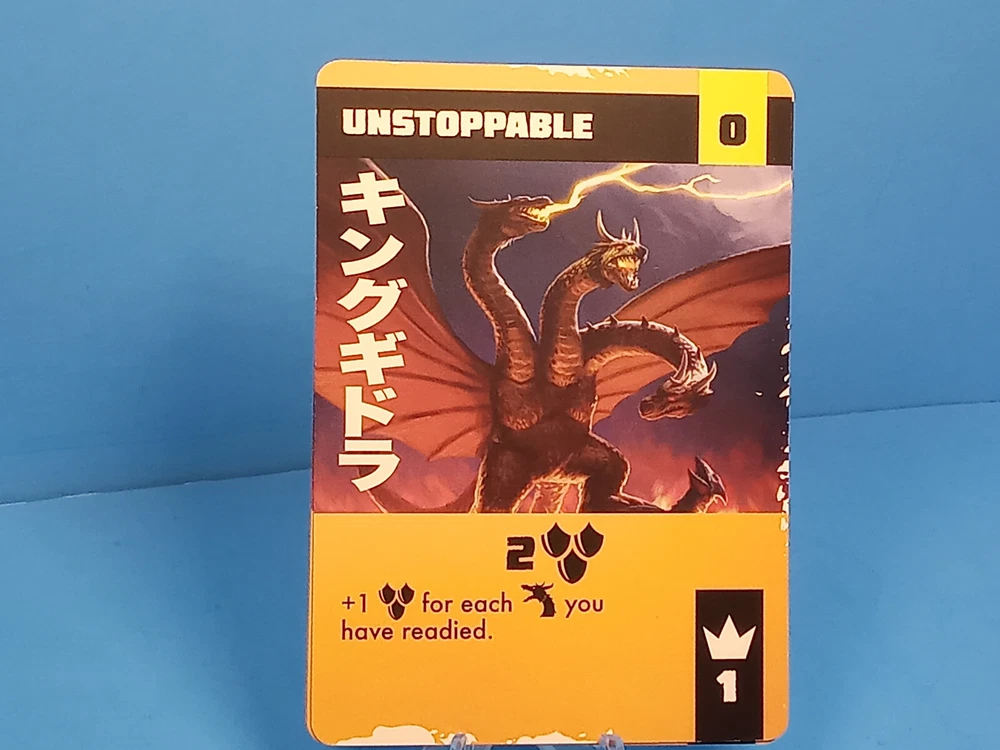 UNSTOPPABLE
0
キングギドラ
2
+1 for each you
have readied.
1